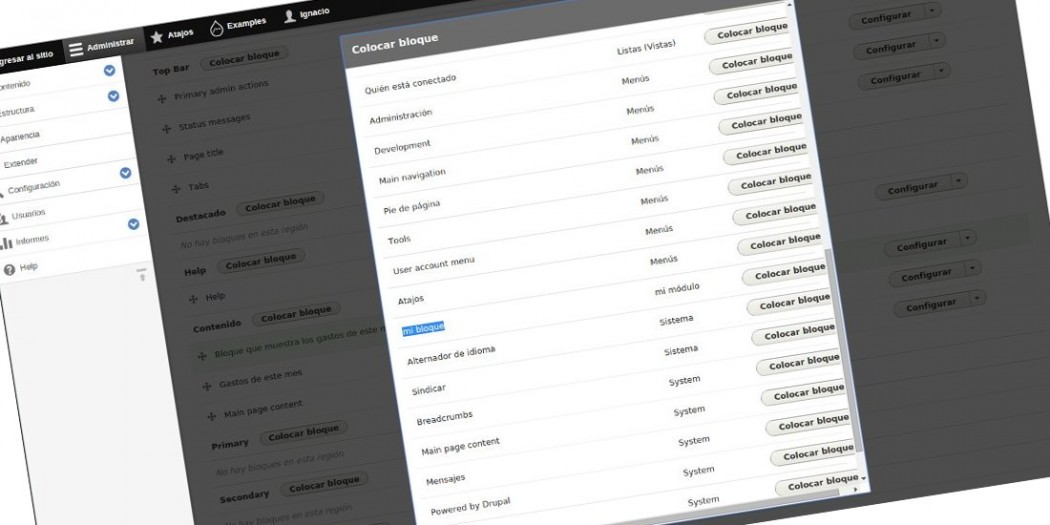 gresar al sitio
Administrar
Atajos
Examples
Ignacio
ontenido
Estructura
Apariencia
Extender
Configuración
Usuarios
Informes
Help
Top Bar Colocar bloque
Primary admin actions
Status messages
Page title
Tabs
Destacado Colocar bloque
No hay bloques en esta región
Help Colocar bloque
Help
Contenido Colocar bloque
Bloque que muestra los gastos de este m
Gastos de este mes
Main page content
Primary Colocar bloque
No hay bloques en esta región
Secondary Colocar bloque
No hay bloques en esta región
Colocar bloque
Listas (Vistas) Colocar bloque
Quién está conectado Menús Colocar bloque
Administración Menús Colocar bloque
Development Menús Colocar bloque
Main navigation Menús Colocar bloque
Pie de página Menús Colocar bloque
Tools Menús Colocar bloque
User account menu Menús Colocar bloque
Atajos mi módulo Colocar bloque
mi bloque Sistema Colocar bloque
Alternador de idioma Sistema Colocar bloque
Sindicar System Colocar bloque
Breadcrumbs System Colocar bloque
Main page content System Colocar bloque
Mensajes System Colocar bloque
Powered by Drupal System Colocar bloque
Configurar
Configurar
Configurar
Configurar
Configurar
Configurar
Configurar